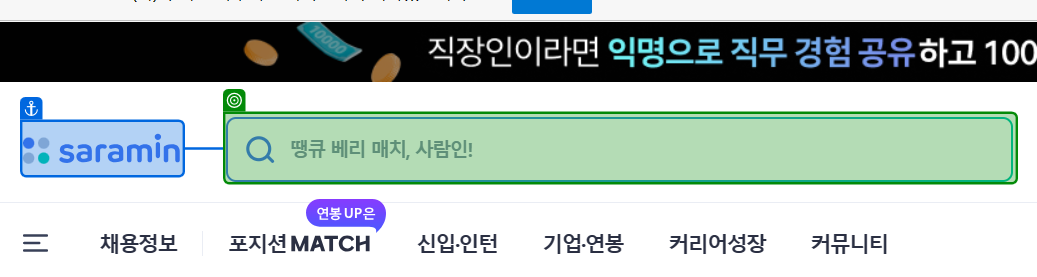 직장인이라면 익명으로 직무 경험 공유하고 100
10000
saramin
땡큐 베리 매치, 사람인!
연봉 UP은
채용정보 포지션 MATCH 신입·인턴 기업·연봉 커리어성장 커뮤니티